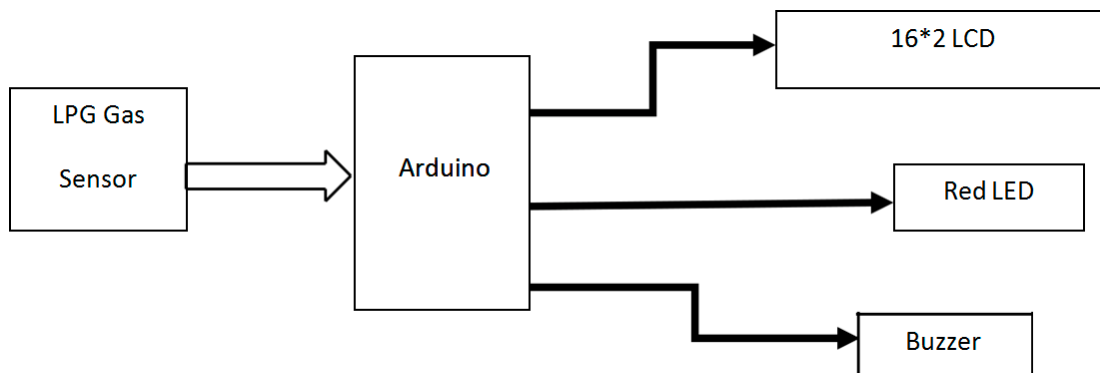 LPG Gas
Sensor
Arduino
16*2 LCD
Red LED
Buzzer